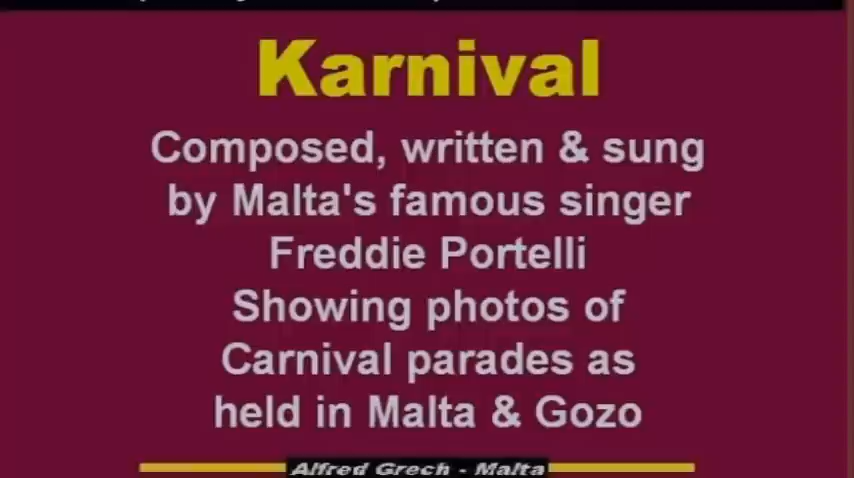 Karnival
Composed, written & sung
by Malta's famous singer
Freddie Portelli
Showing photos of
Carnival parades as
held in Malta & Gozo
Alfred Grech - Malta